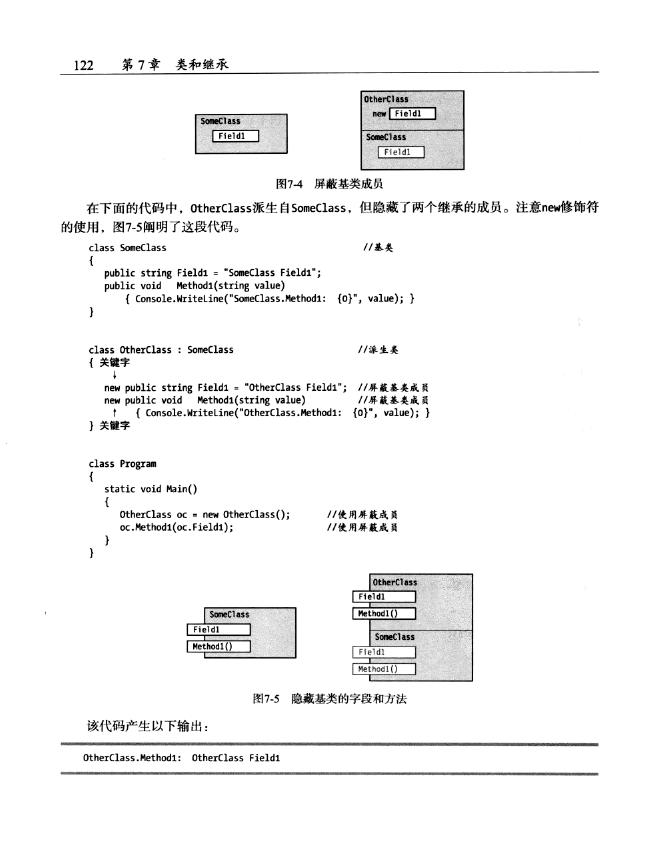 122 第7章 类和继承
SomeClass
Field1
OtherClass
new Field1
SomeClass
Field1
图7-4 屏蔽基类成员
在下面的代码中，OtherClass派生自SomeClass，但隐藏了两个继承的成员。注意new修饰符
的使用，图7-5阐明了这段代码。
class SomeClass //基类
{
public string Field1 = "SomeClass Field1";
public void Method1(string value)
{ Console.WriteLine("SomeClass.Method1: {0}", value); }
}
class OtherClass : SomeClass //派生类
{ 关键字
↓
new public string Field1 = "OtherClass Field1"; //屏蔽基类成员
new public void Method1(string value) //屏蔽基类成员
↑ { Console.WriteLine("OtherClass.Method1: {0}", value); }
} 关键字
class Program
{
static void Main()
{
OtherClass oc = new OtherClass(); //使用屏蔽成员
oc.Method1(oc.Field1); //使用屏蔽成员
}
}
SomeClass
Field1
Method1()
OtherClass
Field1
Method1()
SomeClass
Field1
Method1()
图7-5 隐藏基类的字段和方法
该代码产生以下输出：
OtherClass.Method1: OtherClass Field1